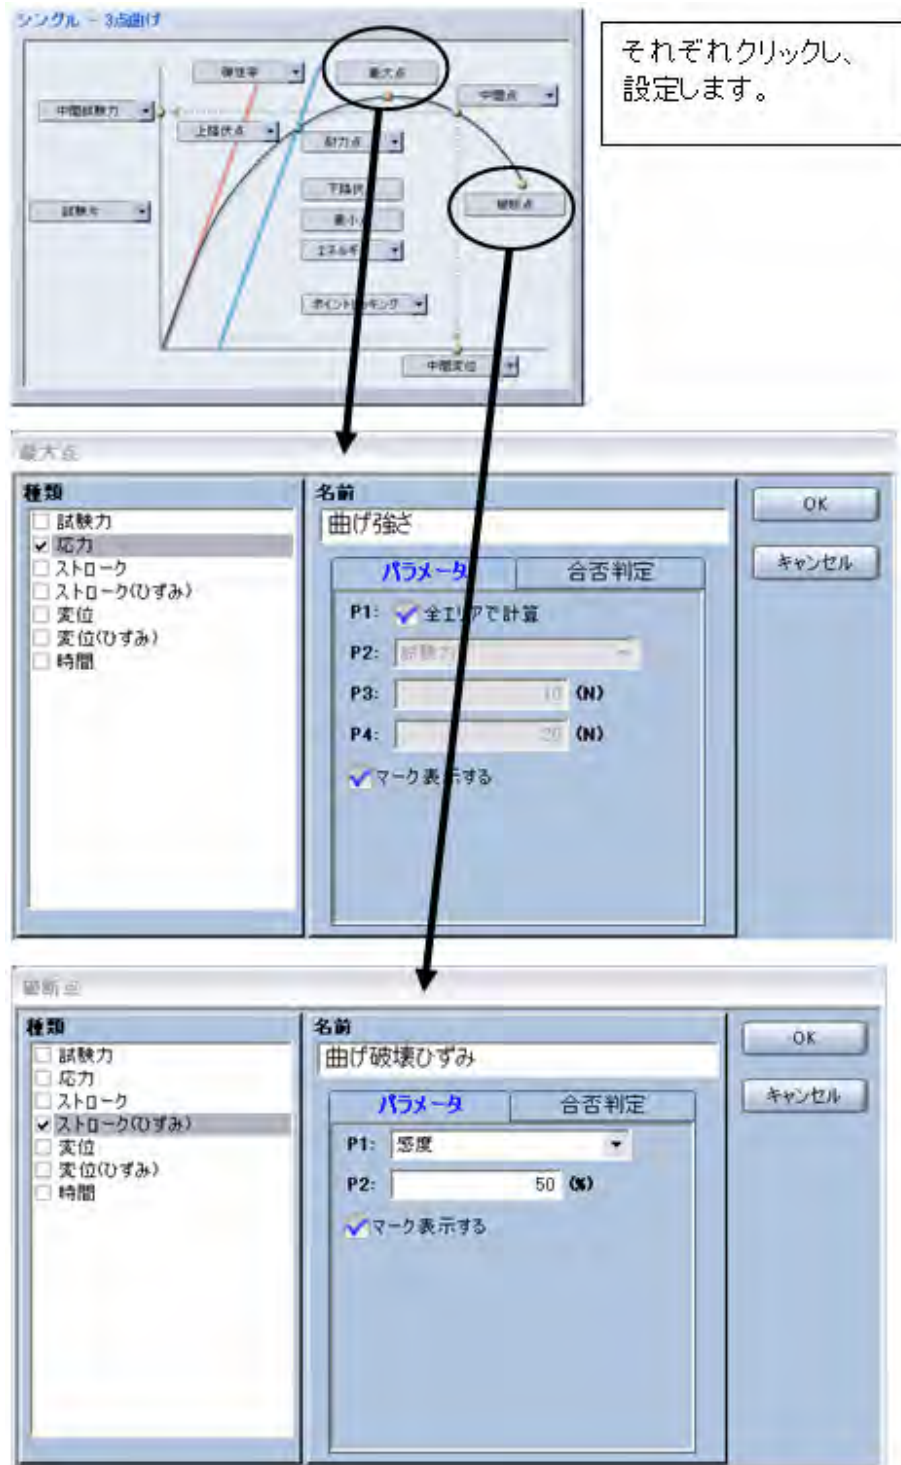 シングル - 3点曲げ
それぞれクリックし、
設定します。
弾性率
最大点
中間点
中間試験力
上降伏点
耐力点
試験片
下降伏
破断点
最小
エネルギ
ポイントピッキング
中間変位
最大点
種類
試験力
応力
ストローク
ストローク(ひずみ)
変位
変位(ひずみ)
時間
名前
曲げ強さ
パラメータ
合否判定
P1: 全エリアで計算
P2: 試験力
P3: 10 (N)
P4: 20 (N)
マーク表示する
OK
キャンセル
破断点
種類
試験力
応力
ストローク
ストローク(ひずみ)
変位
変位(ひずみ)
時間
名前
曲げ破壊ひずみ
パラメータ
合否判定
P1: 感度
P2: 50 (%)
マーク表示する
OK
キャンセル